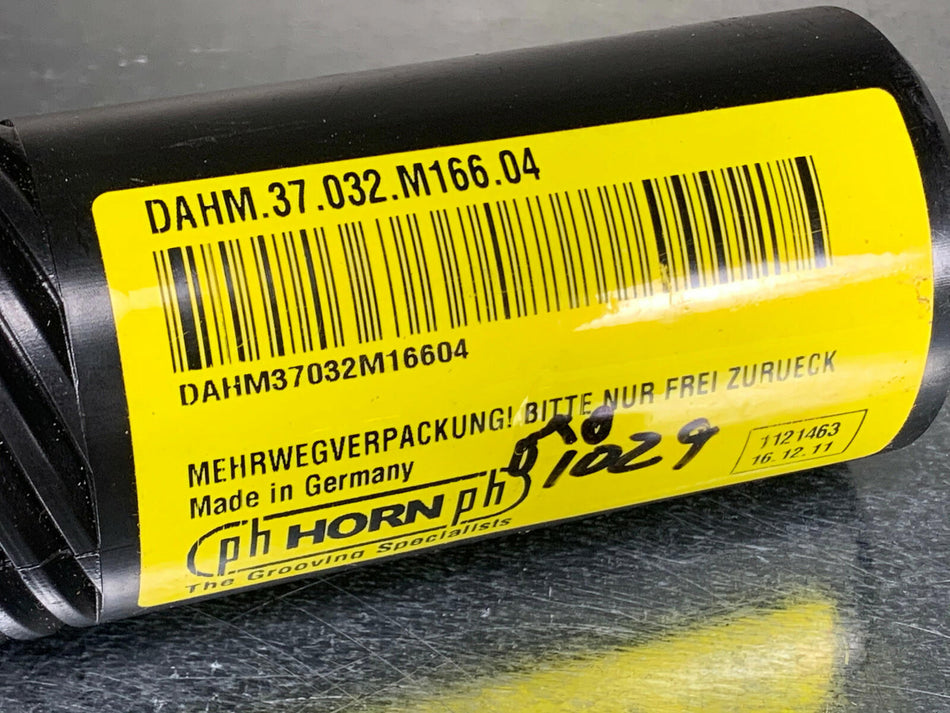 DAHM.37.032.M166.04
DAHM37032M16604
MEHRWEGVERPACKUNG! BITTE NUR FREI ZURUECK
Made in Germany
1029
1121463
16.12.11
ph HORN ph
The Grooving Specialists